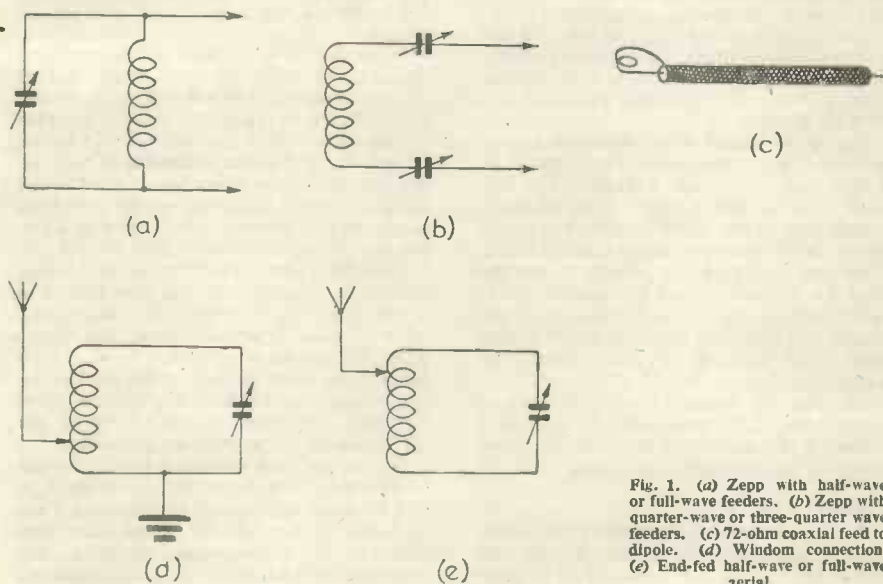 (a)
(b)
(c)
(d)
(e)
Fig. 1. (a) Zepp with half-wave
or full-wave feeders. (b) Zepp with
quarter-wave or three-quarter wave
feeders. (c) 72-ohm coaxial feed to
dipole. (d) Windom connection.
(e) End-fed half-wave or full-wave
aerial.